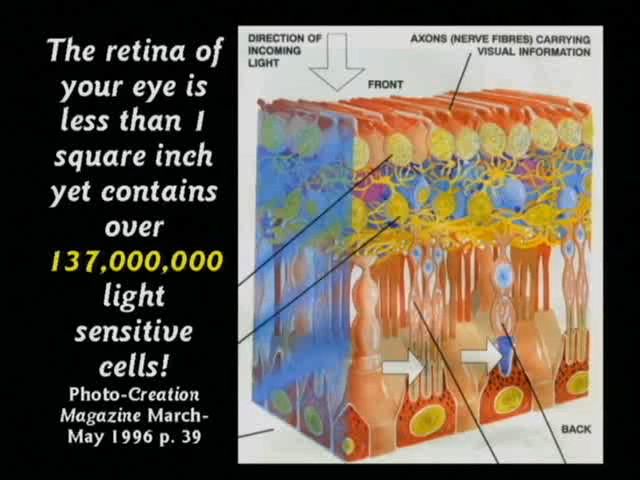 The retina of
your eye is
less than 1
square inch
yet contains
over
137,000,000
light
sensitive
cells!
Photo-Creation
Magazine March-
May 1996 p. 39
DIRECTION OF
INCOMING
LIGHT
AXONS (NERVE FIBRES) CARRYING
VISUAL INFORMATION
FRONT
BACK